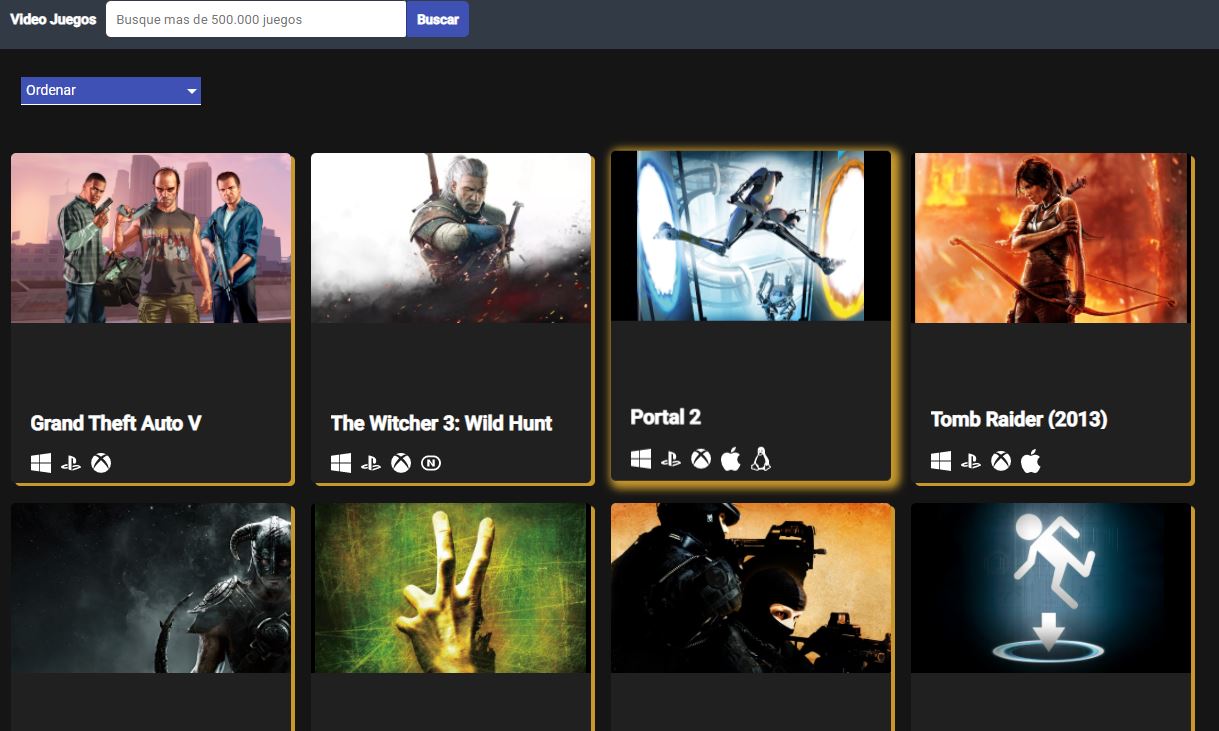 Video Juegos
Busque mas de 500.000 juegos
Buscar
Ordenar
Grand Theft Auto V
The Witcher 3: Wild Hunt
Portal 2
Tomb Raider (2013)